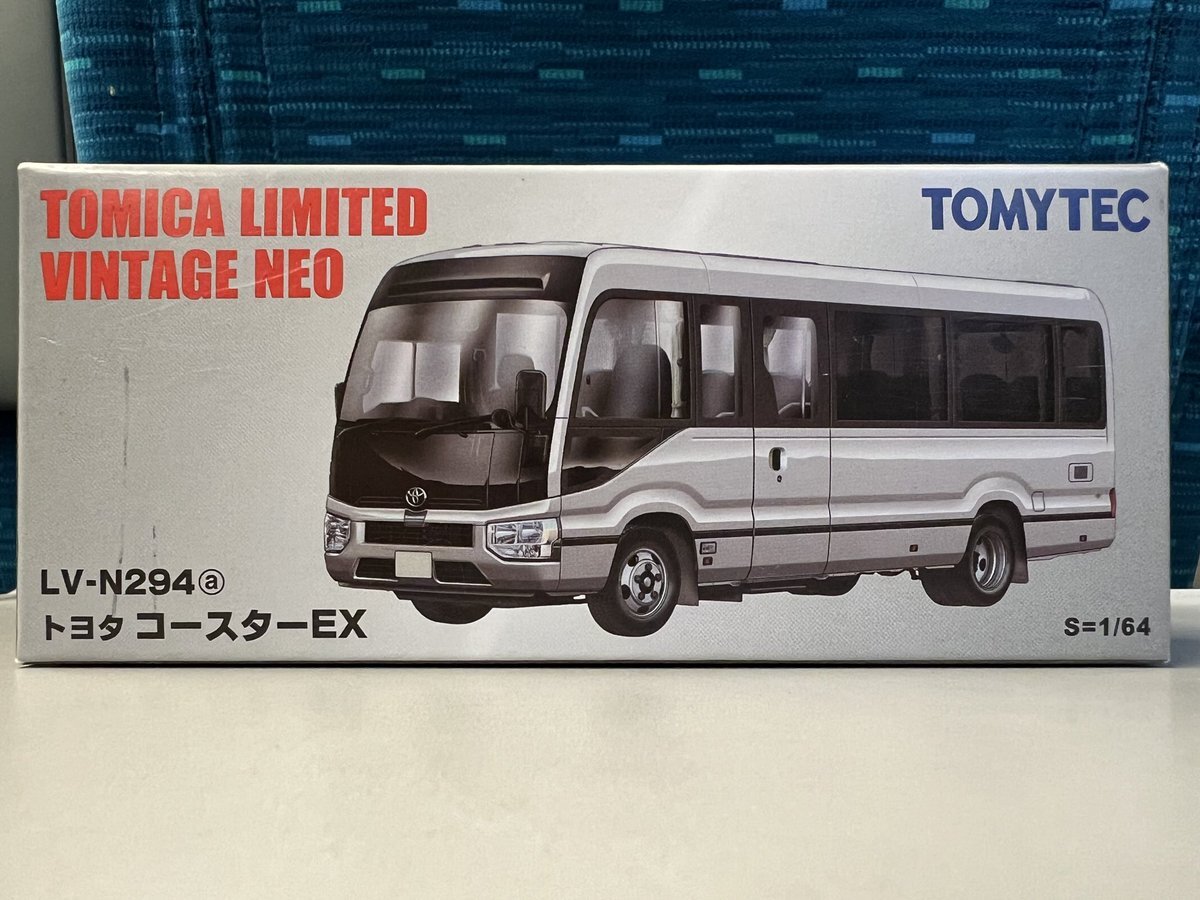 TOMICA LIMITED
VINTAGE NEO
TOMYTEC
LV-N294ⓐ
トヨタ コースターEX
S=1/64